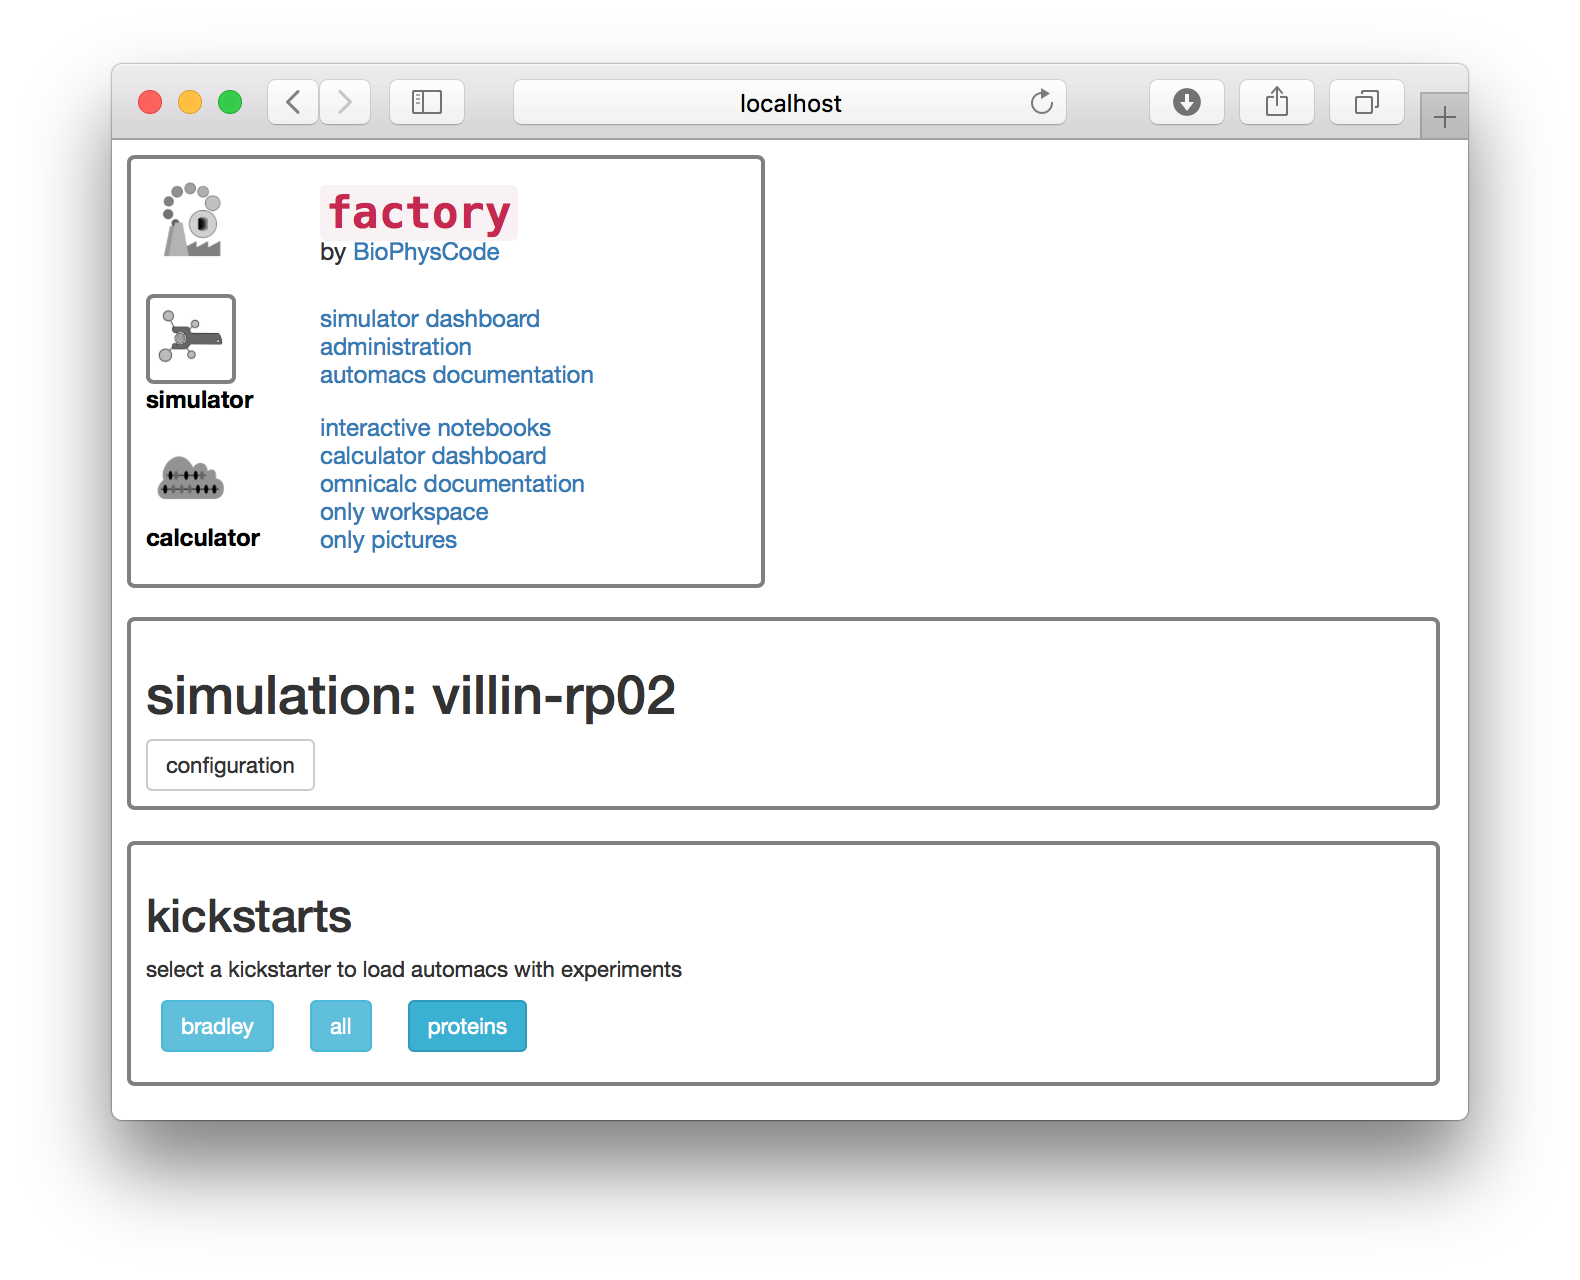 localhost
factory
by BioPhysCode
simulator dashboard
administration
automacs documentation
simulator
interactive notebooks
calculator dashboard
omnicalc documentation
only workspace
only pictures
calculator
simulation: villin-rp02
configuration
kickstarts
select a kickstarter to load automacs with experiments
bradley all proteins